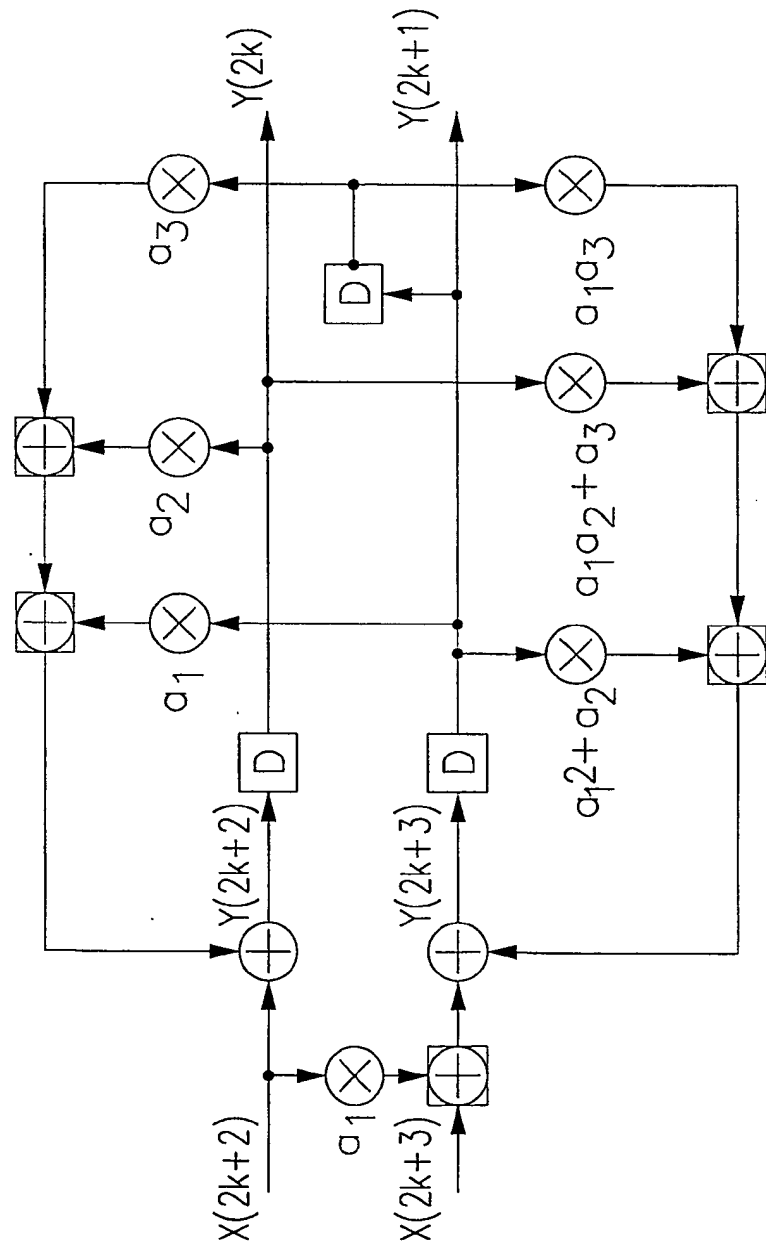 a3
Y(2k)
a2
a1
D
D
Y(2k+1)
Y(2k+2)
X(2k+2)
a1
Y(2k+3)
D
X(2k+3)
a1a3
a1a2+a3
a12+a2